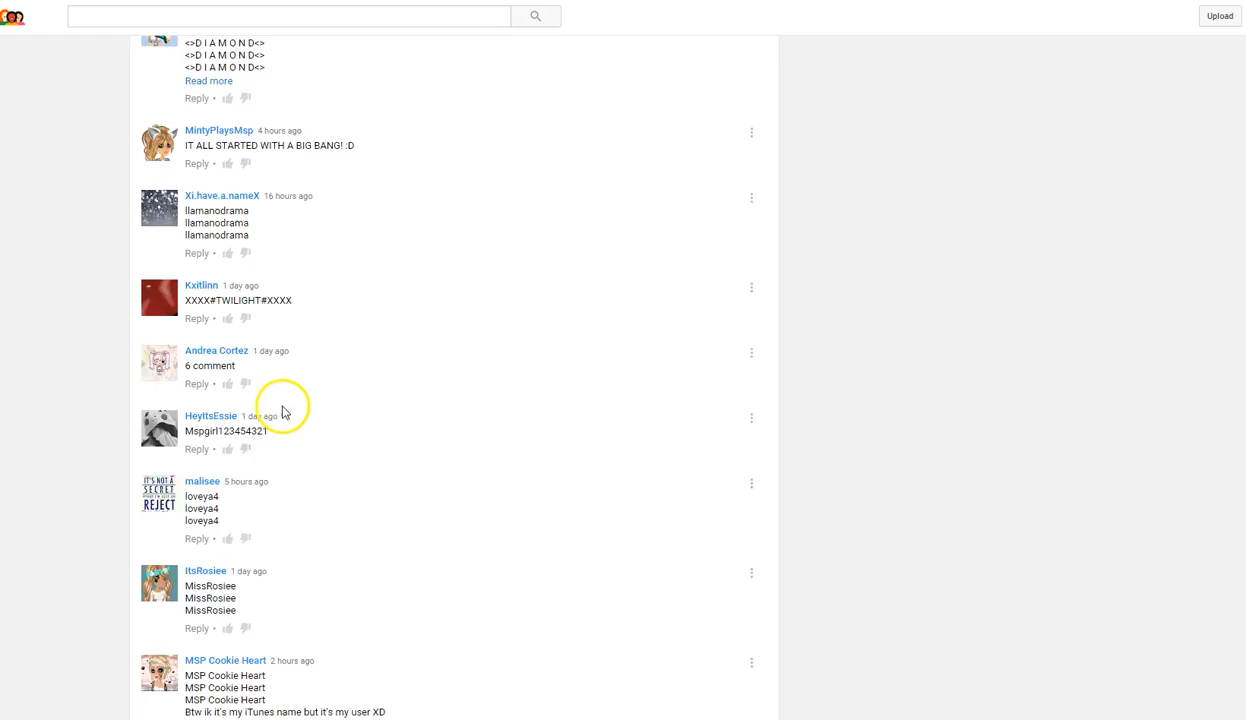 Upload
<>D I A M O N D<>
<>D I A M O N D<>
<>D I A M O N D<>
Read more
Reply •
MintyPlaysMsp 4 hours ago
IT ALL STARTED WITH A BIG BANG! :D
Reply •
Xi.have.a.nameX 16 hours ago
llamanodrama
llamanodrama
llamanodrama
Reply •
Kxitlinn 1 day ago
XXXX#TWILIGHT#XXXX
Reply •
Andrea Cortez 1 day ago
6 comment
Reply •
HeyItsEssie 1 day ago
Mspgirl123454321
Reply •
IT'S NOT A
SECRET
REJECT
malisee 5 hours ago
loveya4
loveya4
loveya4
Reply •
ItsRosiee 1 day ago
MissRosiee
MissRosiee
MissRosiee
Reply •
MSP Cookie Heart 2 hours ago
MSP Cookie Heart
MSP Cookie Heart
MSP Cookie Heart
Btw ik it's my iTunes name but it's my user XD